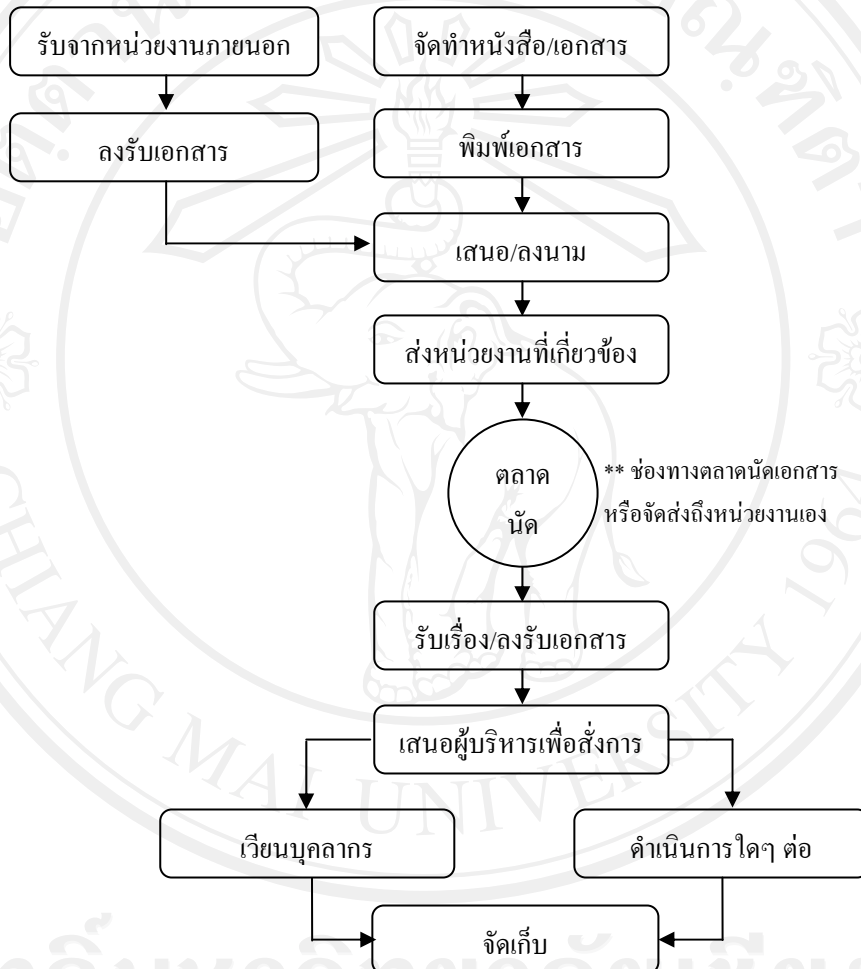 รับจากหน่วยงานภายนอก
จัดทำหนังสือ/เอกสาร
ลงรับเอกสาร
พิมพ์เอกสาร
เสนอ/ลงนาม
ส่งหน่วยงานที่เกี่ยวข้อง
ตลาด
นัด
** ช่องทางตลาดนัดเอกสาร
หรือจัดส่งถึงหน่วยงานเอง
รับเรื่อง/ลงรับเอกสาร
เสนอผู้บริหารเพื่อสั่งการ
เวียนบุคลากร
ดำเนินการใดๆ ต่อ
จัดเก็บ
CHIANG MAI UNIVERSITY 1964